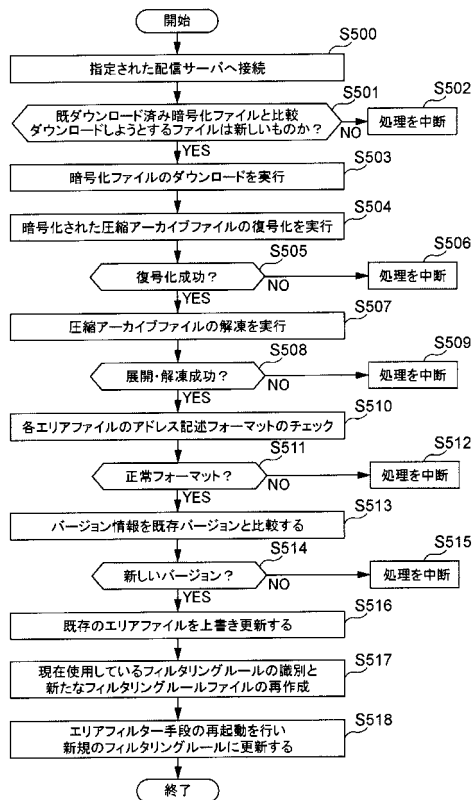 開始
S500
指定された配信サーバへ接続
S501
既ダウンロード済み暗号化ファイルと比較
ダウンロードしようとするファイルは新しいものか?
NO
S502
処理を中断
YES
S503
暗号化ファイルのダウンロードを実行
S504
暗号化された圧縮アーカイブファイルの復号化を実行
S505
復号化成功?
NO
S506
処理を中断
YES
S507
圧縮アーカイブファイルの解凍を実行
S508
展開・解凍成功?
NO
S509
処理を中断
YES
S510
各エリアファイルのアドレス記述フォーマットのチェック
S511
正常フォーマット?
NO
S512
処理を中断
YES
S513
バージョン情報を既存バージョンと比較する
S514
新しいバージョン?
NO
S515
処理を中断
YES
S516
既存のエリアファイルを上書き更新する
S517
現在使用しているフィルタリングルールの識別と
新たなフィルタリングルールファイルの再作成
S518
エリアフィルター手段の再起動を行い
新規のフィルタリングルールに更新する
終了